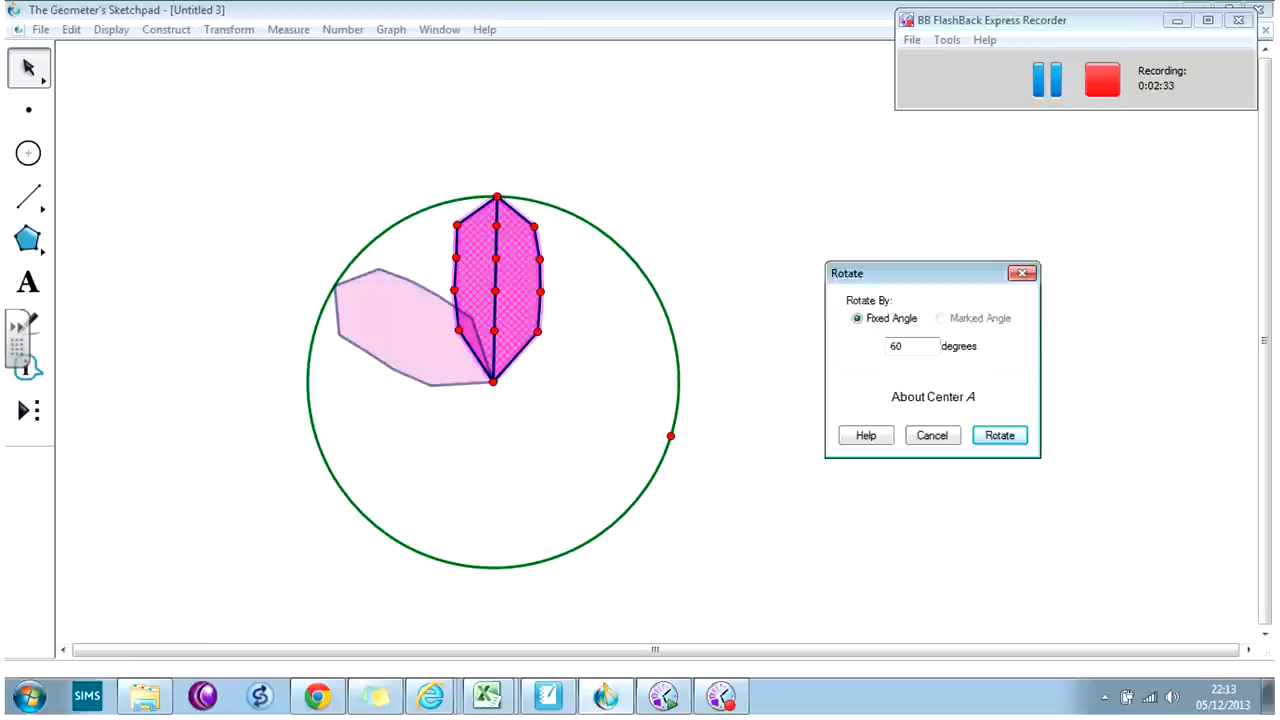 The Geometer's Sketchpad - [Untitled 3]
File Edit Display Construct Transform Measure Number Graph Window Help
BB FlashBack Express Recorder
File Tools Help
Recording:
0:02:33
A
Rotate
Rotate By:
Fixed Angle Marked Angle
60 degrees
About Center A
Help Cancel Rotate
SIMS
22:13
05/12/2013